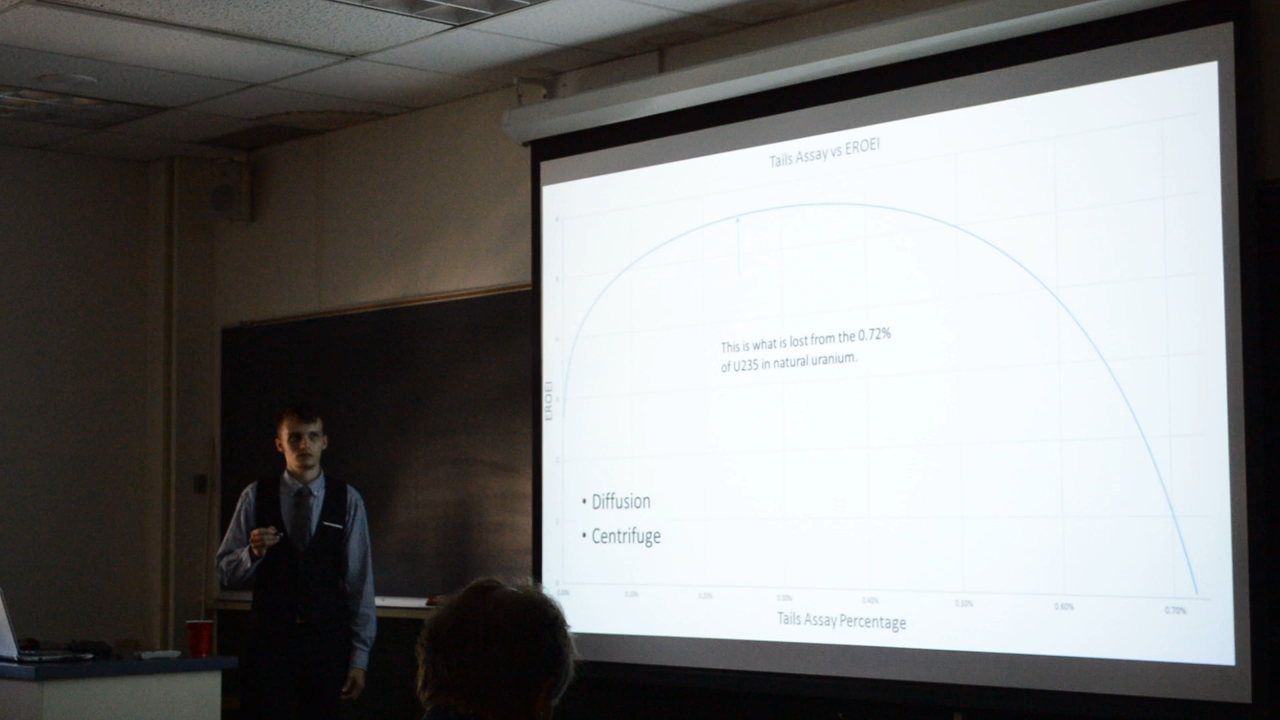 Tails Assay vs EROEI
This is what is lost from the 0.72%
of U235 in natural uranium.
EROEI
• Diffusion
• Centrifuge
0.00% 0.10% 0.20% 0.30% 0.40% 0.50% 0.60% 0.70%
Tails Assay Percentage